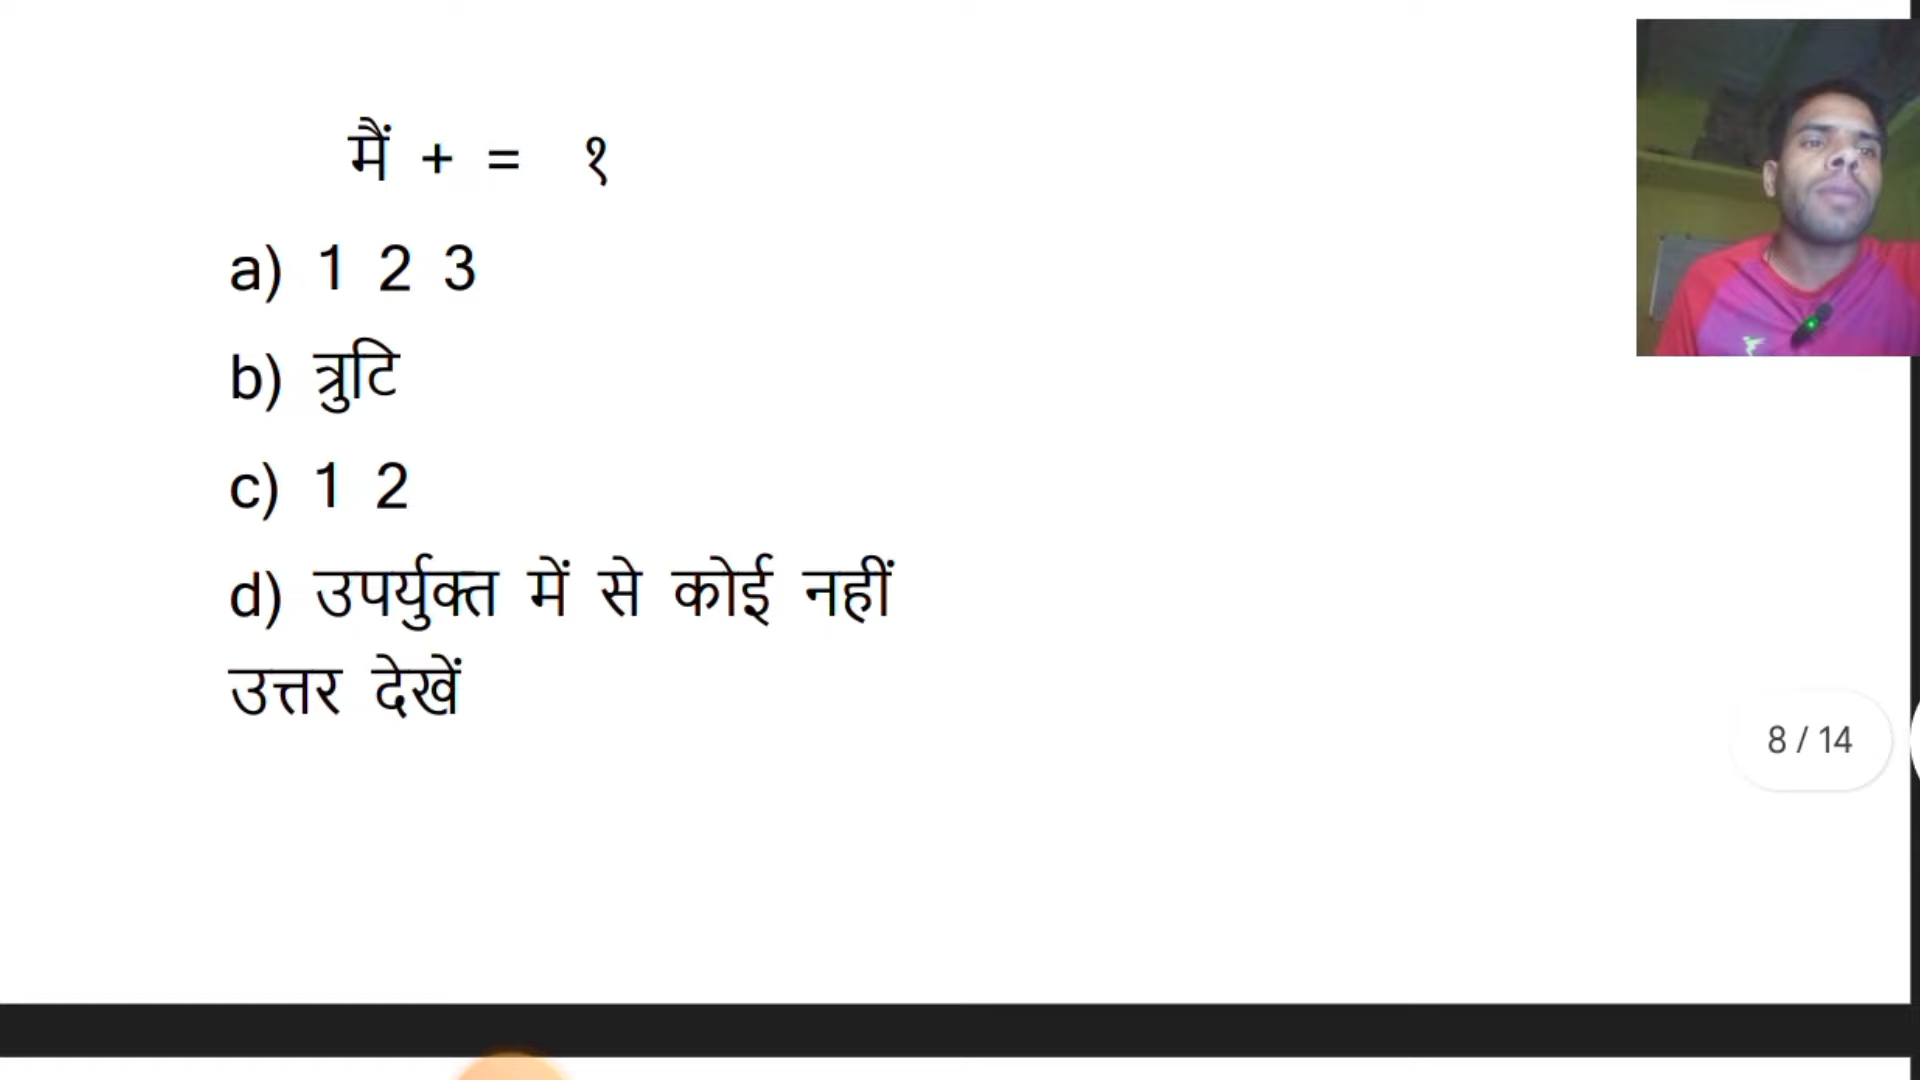 मैं + = १
a) 1 2 3
b) त्रुटि
c) 1 2
d) उपर्युक्त में से कोई नहीं
उत्तर देखें
8 / 14